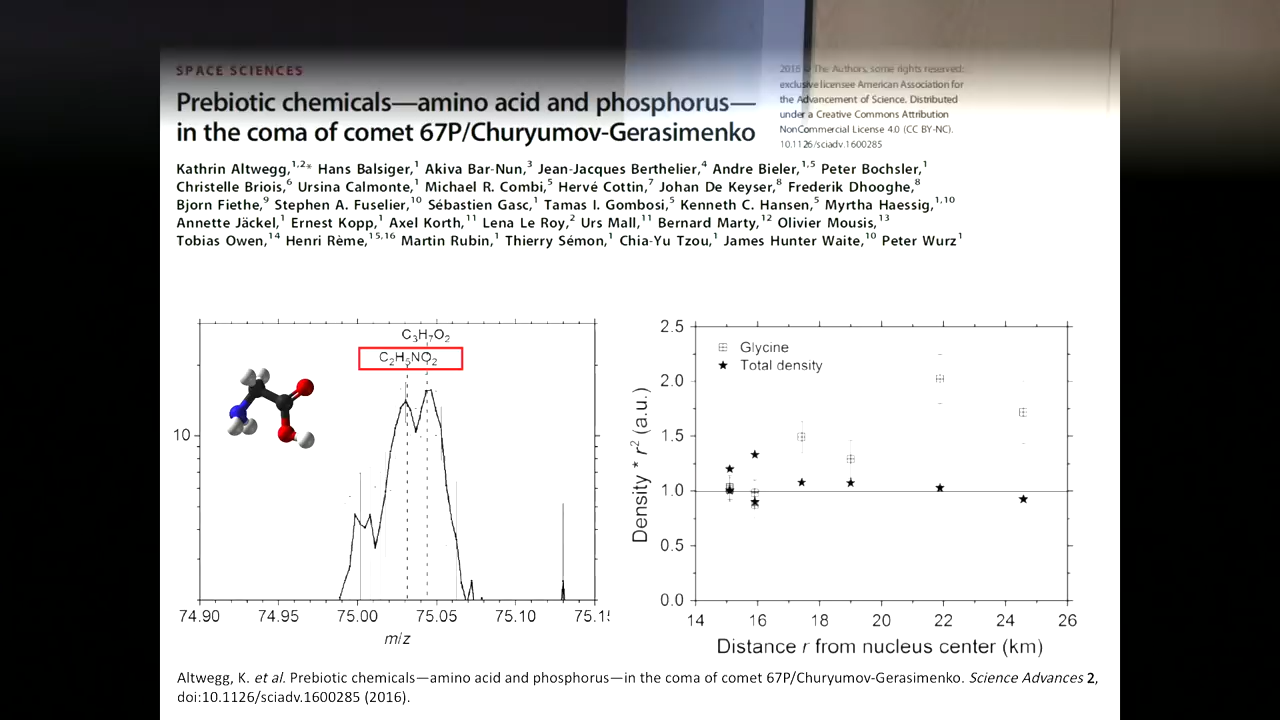 SPACE SCIENCES
Prebiotic chemicals—amino acid and phosphorus—
in the coma of comet 67P/Churyumov-Gerasimenko
2016 © The Authors, some rights reserved;
exclusive licensee American Association for
the Advancement of Science. Distributed
under a Creative Commons Attribution
NonCommercial License 4.0 (CC BY-NC).
10.1126/sciadv.1600285
Kathrin Altwegg,1,2* Hans Balsiger,1 Akiva Bar-Nun,3 Jean-Jacques Berthelier,4 Andre Bieler,1,5 Peter Bochsler,1
Christelle Briois,6 Ursina Calmonte,1 Michael R. Combi,5 Hervé Cottin,7 Johan De Keyser,8 Frederik Dhooghe,8
Bjorn Fiethe,9 Stephen A. Fuselier,10 Sébastien Gasc,1 Tamas I. Gombosi,5 Kenneth C. Hansen,5 Myrtha Haessig,1,10
Annette Jäckel,1 Ernest Kopp,1 Axel Korth,11 Lena Le Roy,2 Urs Mall,11 Bernard Marty,12 Olivier Mousis,13
Tobias Owen,14 Henri Rème,15,16 Martin Rubin,1 Thierry Sémon,1 Chia-Yu Tzou,1 James Hunter Waite,10 Peter Wurz1
C3H7O2
C2H5NO2
10
74.90 74.95 75.00 75.05 75.10 75.1
m/z
2.5
2.0
1.5
1.0
0.5
0.0
Density * r2 (a.u.)
Glycine
Total density
14 16 18 20 22 24 26
Distance r from nucleus center (km)
Altwegg, K. et al. Prebiotic chemicals—amino acid and phosphorus—in the coma of comet 67P/Churyumov-Gerasimenko. Science Advances 2,
doi:10.1126/sciadv.1600285 (2016).